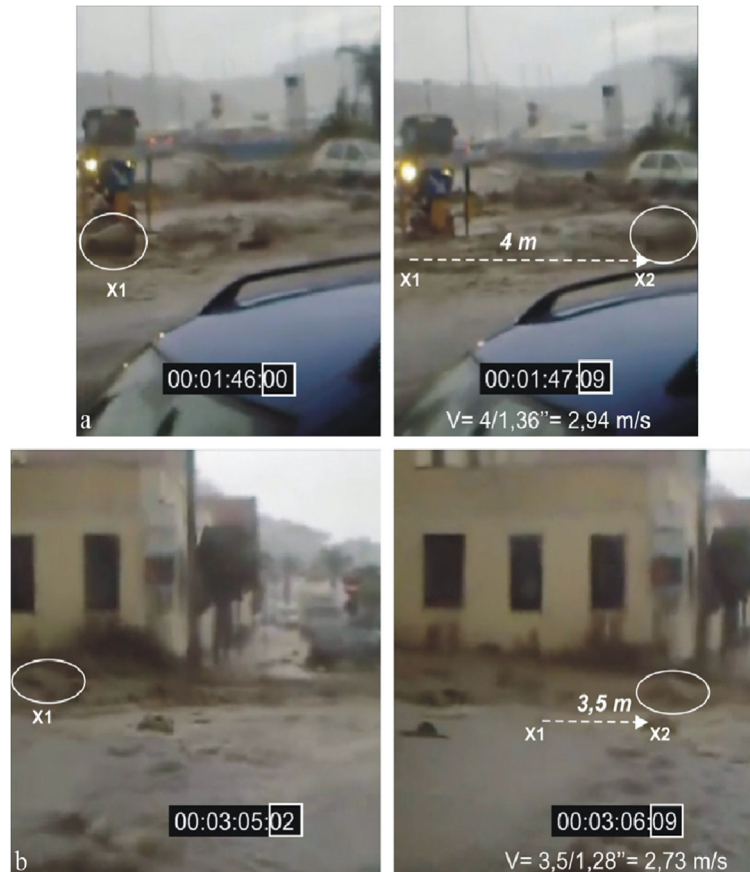 X1
4 m
X1 X2
00:01:46:00
00:01:47:09
a
V= 4/1,36’’= 2,94 m/s
X1
3,5 m
X1 X2
00:03:05:02
00:03:06:09
b
V= 3,5/1,28’’= 2,73 m/s